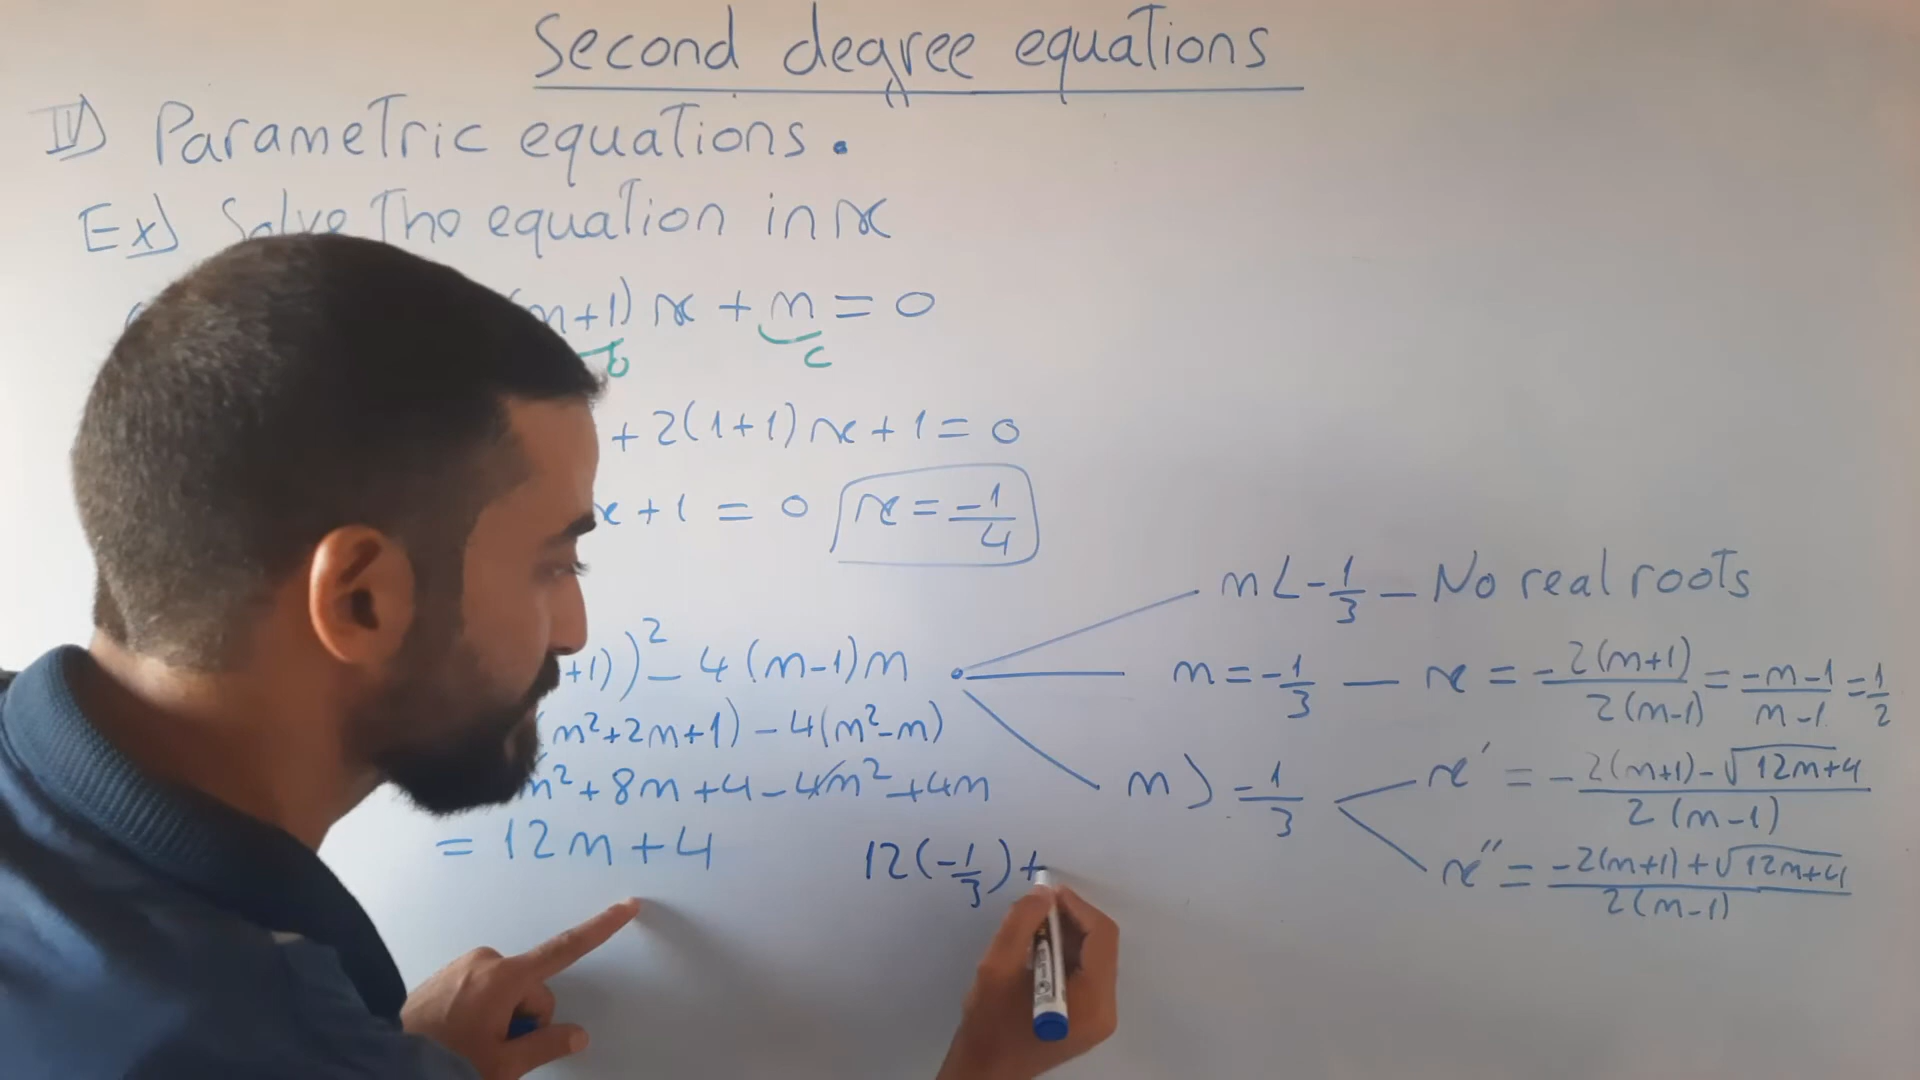 Second degree equations
IV) Parametric equations.
Ex) Solve The equation in x
(m+1) x + m = 0
b c
+ 2(1+1)x + 1 = 0
x + 1 = 0 x = -1/4
+1))² - 4(m-1)m
(m²+2m+1) - 4(m²-m)
m² + 8m + 4 - 4m² + 4m
= 12m + 4
12(-1/3) +
m < -1/3 — No real roots
m = -1/3 — x = -2(m+1)/2(m-1) = -m-1/m-1 = 1/2
m > -1/3
x' = -2(m+1) - √12m+4/2(m-1)
x'' = -2(m+1) + √12m+4/2(m-1)